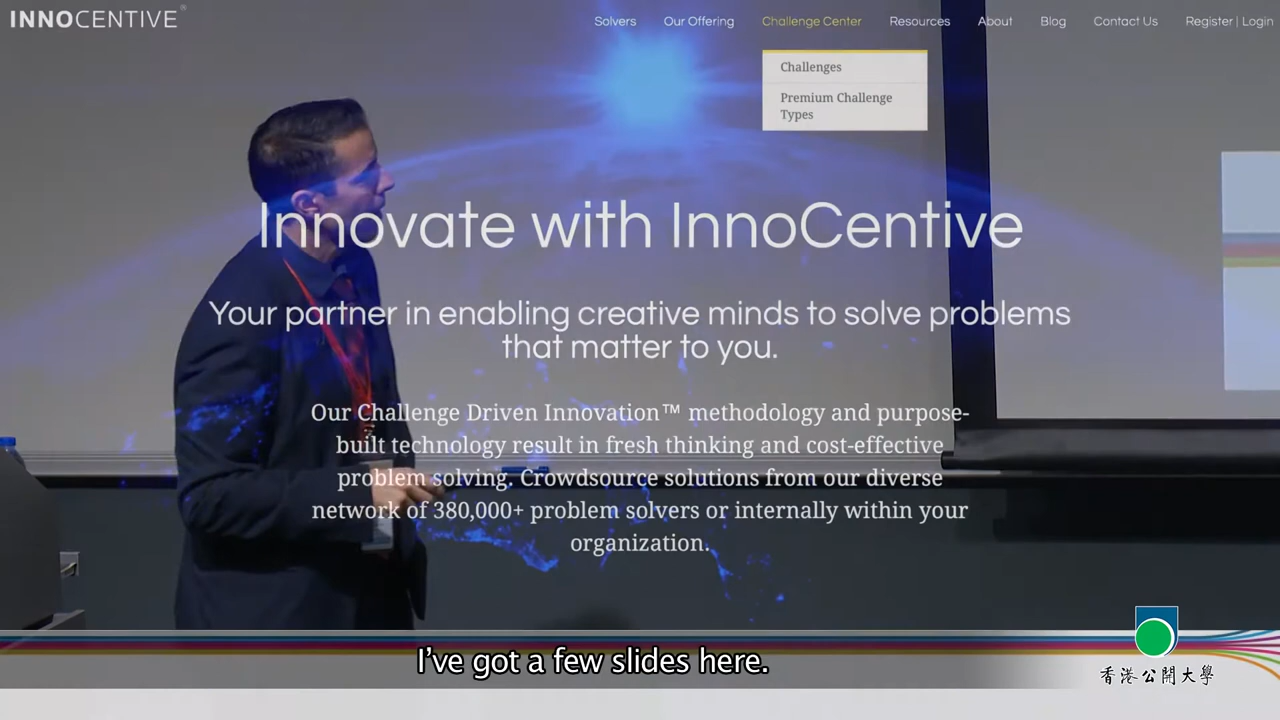 INNOCENTIVE®
Solvers Our Offering Challenge Center Resources About Blog Contact Us Register | Login
Challenges
Premium Challenge
Types
Innovate with InnoCentive
Your partner in enabling creative minds to solve problems
that matter to you.
Our Challenge Driven Innovation™ methodology and purpose-
built technology result in fresh thinking and cost-effective
problem solving. Crowdsource solutions from our diverse
network of 380,000+ problem solvers or internally within your
organization.
I've got a few slides here.
香港公開大學